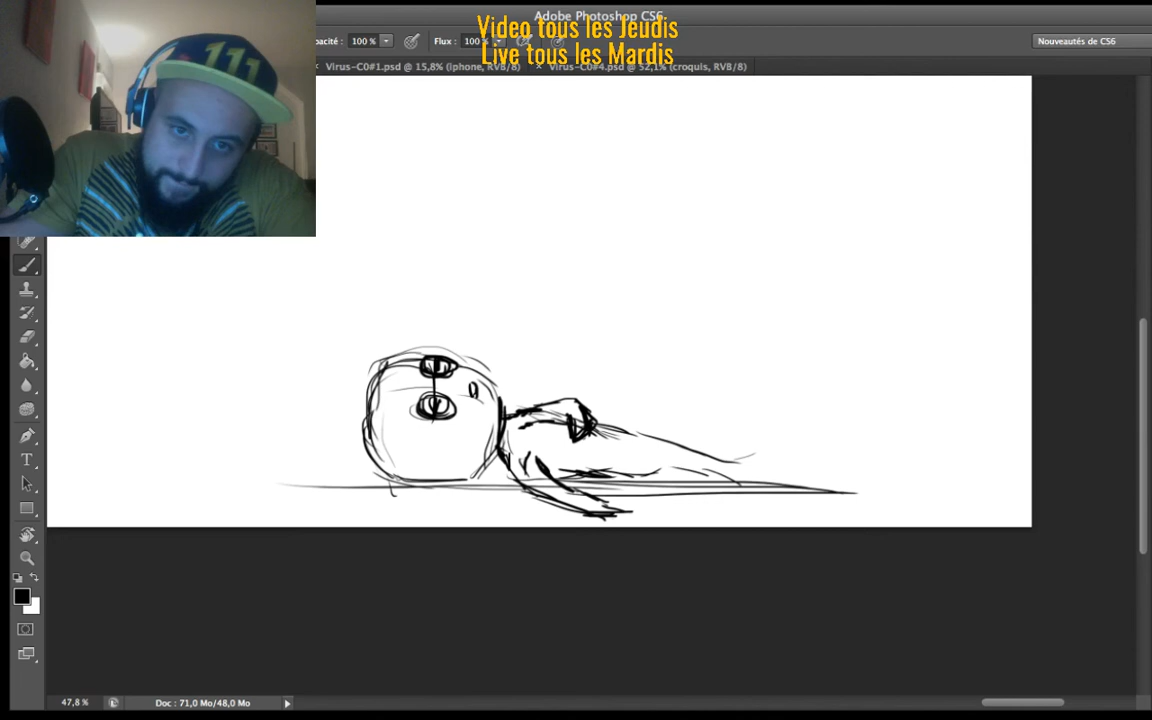 Adobe Photoshop CS6
Video tous les Jeudis
Live tous les Mardis
pacité : 100 % Flux : 100 % Nouveautés de CS6
Virus-C0#1.psd @ 15,8% (iphone, RVB/8) Virus-C0#4.psd @ 52,1% (croquis, RVB/8)
111
T
47,8 % Doc : 71,0 Mo/48,0 Mo